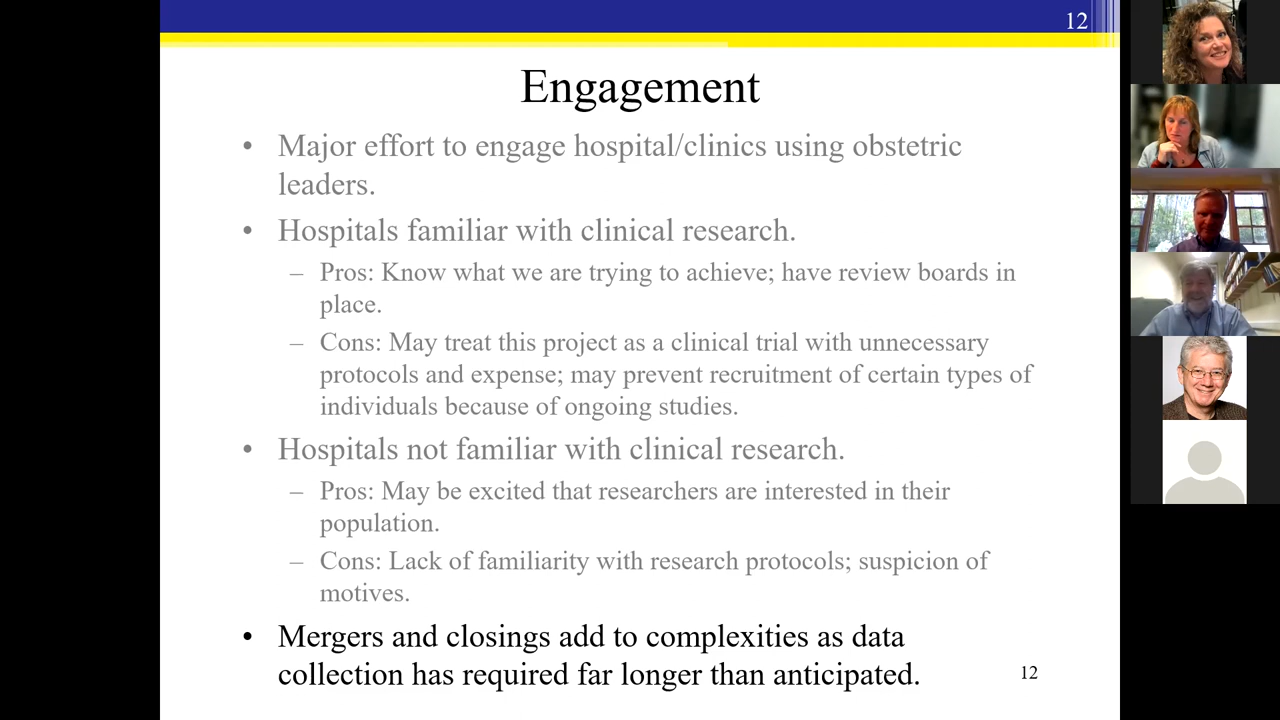 12
Engagement
• Major effort to engage hospital/clinics using obstetric
leaders.
• Hospitals familiar with clinical research.
– Pros: Know what we are trying to achieve; have review boards in
place.
– Cons: May treat this project as a clinical trial with unnecessary
protocols and expense; may prevent recruitment of certain types of
individuals because of ongoing studies.
• Hospitals not familiar with clinical research.
– Pros: May be excited that researchers are interested in their
population.
– Cons: Lack of familiarity with research protocols; suspicion of
motives.
• Mergers and closings add to complexities as data
collection has required far longer than anticipated.
12